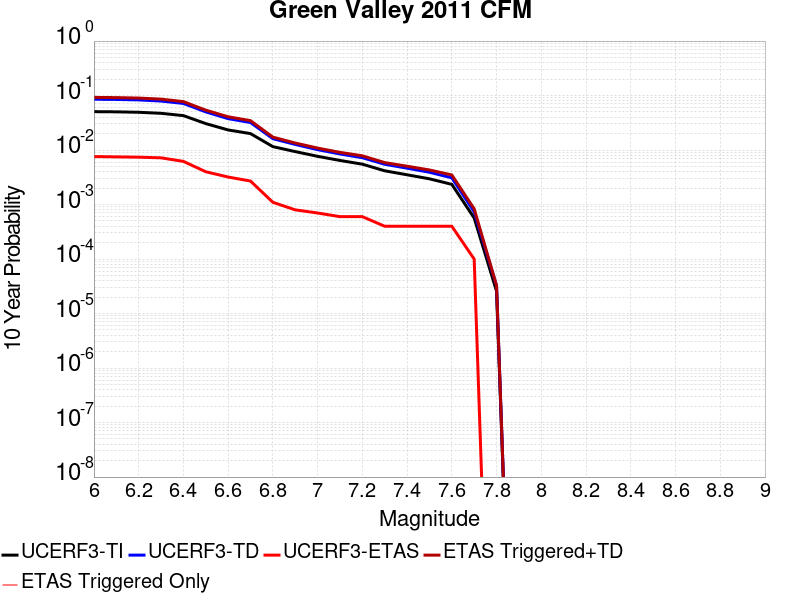 Green Valley 2011 CFM
10 0
10 -1
10 -2
10 -3
10 -4
10 -5
10 -6
10 -7
10 -8
10 Year Probability
6 6.2 6.4 6.6 6.8 7 7.2 7.4 7.6 7.8 8 8.2 8.4 8.6 8.8 9
Magnitude
UCERF3-TI UCERF3-TD UCERF3-ETAS ETAS Triggered+TD
ETAS Triggered Only